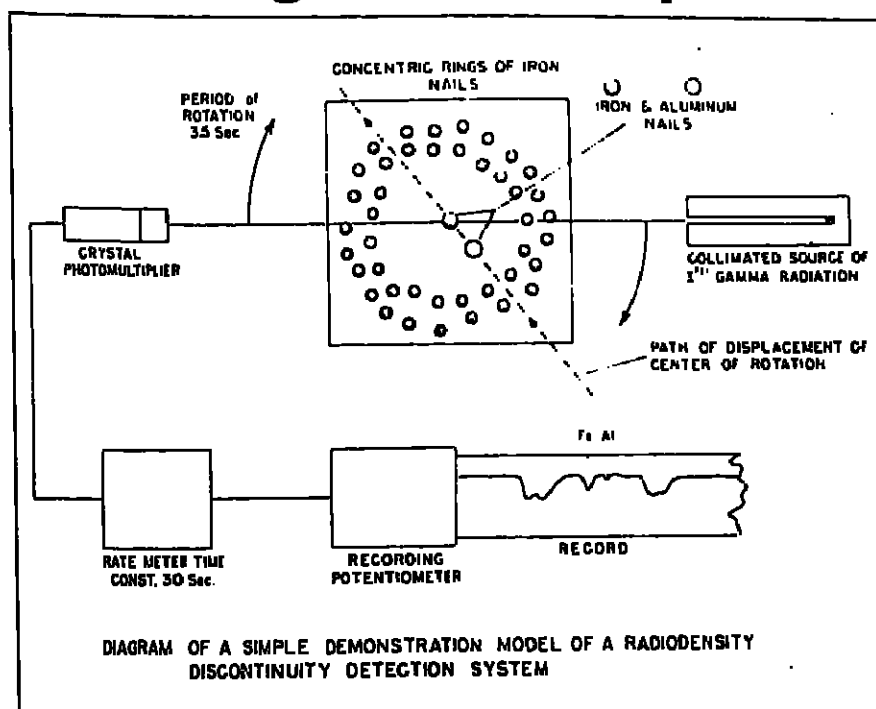 CONCENTRIC RINGS OF IRON
NAILS
PERIOD of
ROTATION
3.5 Sec
IRON & ALUMINUM
NAILS
CRYSTAL
PHOTOMULTIPLIER
COLLIMATED SOURCE OF
I¹³¹ GAMMA RADIATION
PATH OF DISPLACEMENT OF
CENTER OF ROTATION
Fe Al
RATE METER TIME
CONST. 30 Sec.
RECORDING
POTENTIOMETER
RECORD
DIAGRAM OF A SIMPLE DEMONSTRATION MODEL OF A RADIODENSITY
DISCONTINUITY DETECTION SYSTEM